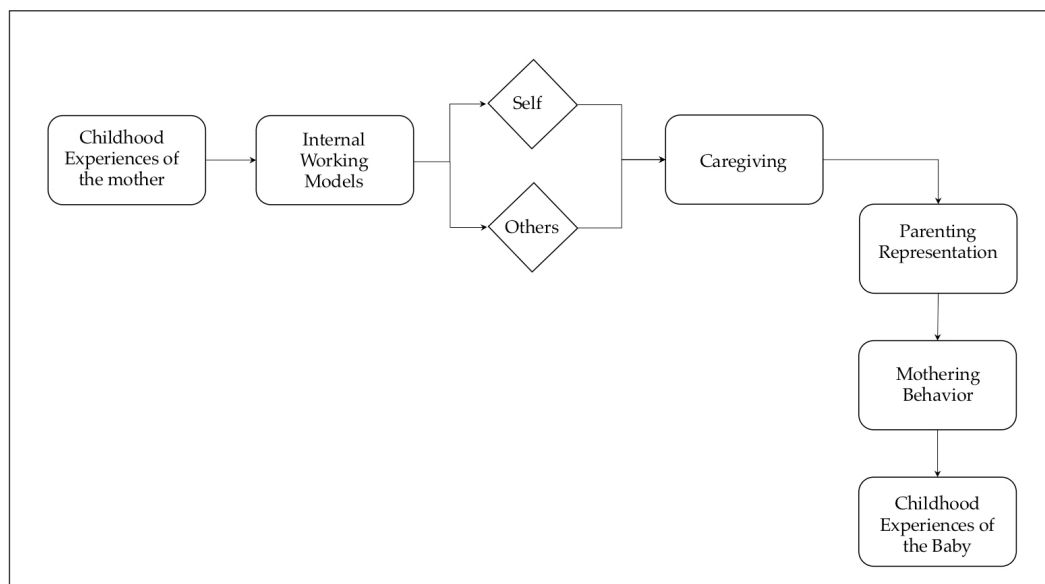 Childhood
Experiences of
the mother
Internal
Working
Models
Self
Others
Caregiving
Parenting
Representation
Mothering
Behavior
Childhood
Experiences of
the Baby